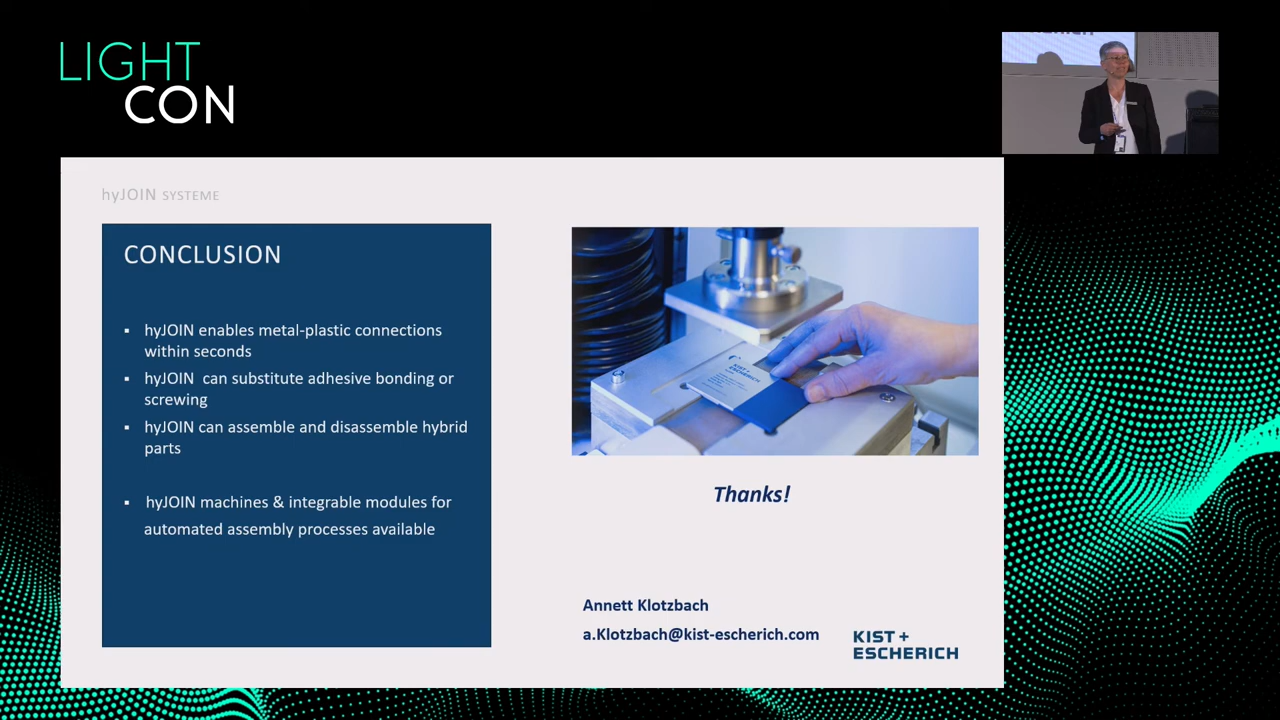 LIGHT
CON
hyJOIN SYSTEME
CONCLUSION
▪ hyJOIN enables metal-plastic connections
within seconds
▪ hyJOIN can substitute adhesive bonding or
screwing
▪ hyJOIN can assemble and disassemble hybrid
parts
▪ hyJOIN machines & integrable modules for
automated assembly processes available
KIST +
ESCHERICH
Thanks!
Annett Klotzbach
a.Klotzbach@kist-escherich.com
KIST +
ESCHERICH